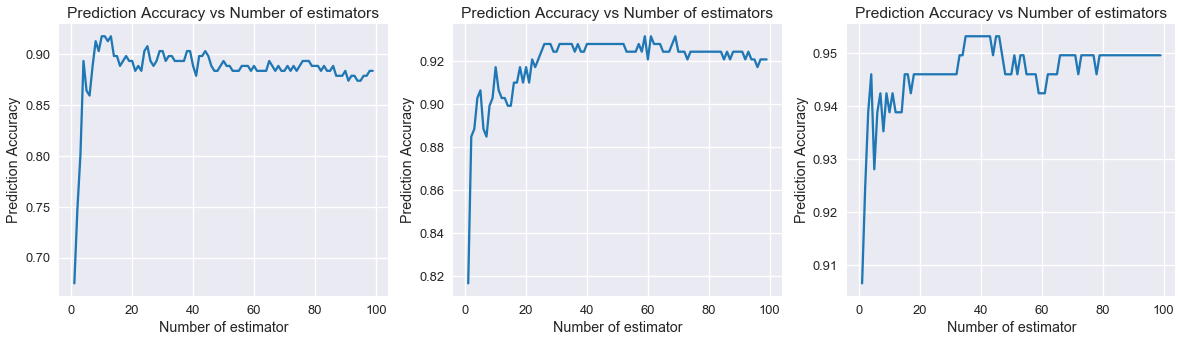 Prediction Accuracy vs Number of estimators
Prediction Accuracy
0.90
0.85
0.80
0.75
0.70
0 20 40 60 80 100
Number of estimator
Prediction Accuracy vs Number of estimators
Prediction Accuracy
0.92
0.90
0.88
0.86
0.84
0.82
0 20 40 60 80 100
Number of estimator
Prediction Accuracy vs Number of estimators
Prediction Accuracy
0.95
0.94
0.93
0.92
0.91
0 20 40 60 80 100
Number of estimator